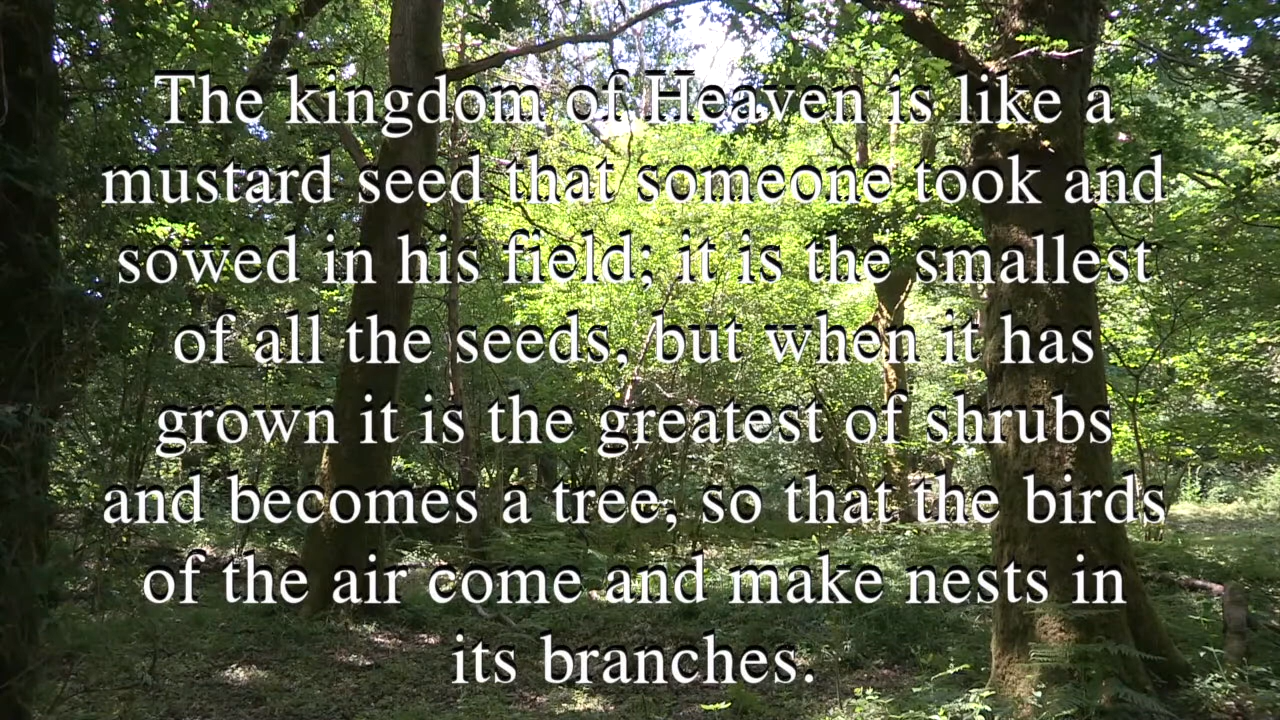 The kingdom of Heaven is like a
mustard seed that someone took and
sowed in his field; it is the smallest
of all the seeds, but when it has
grown it is the greatest of shrubs
and becomes a tree, so that the birds
of the air come and make nests in
its branches.